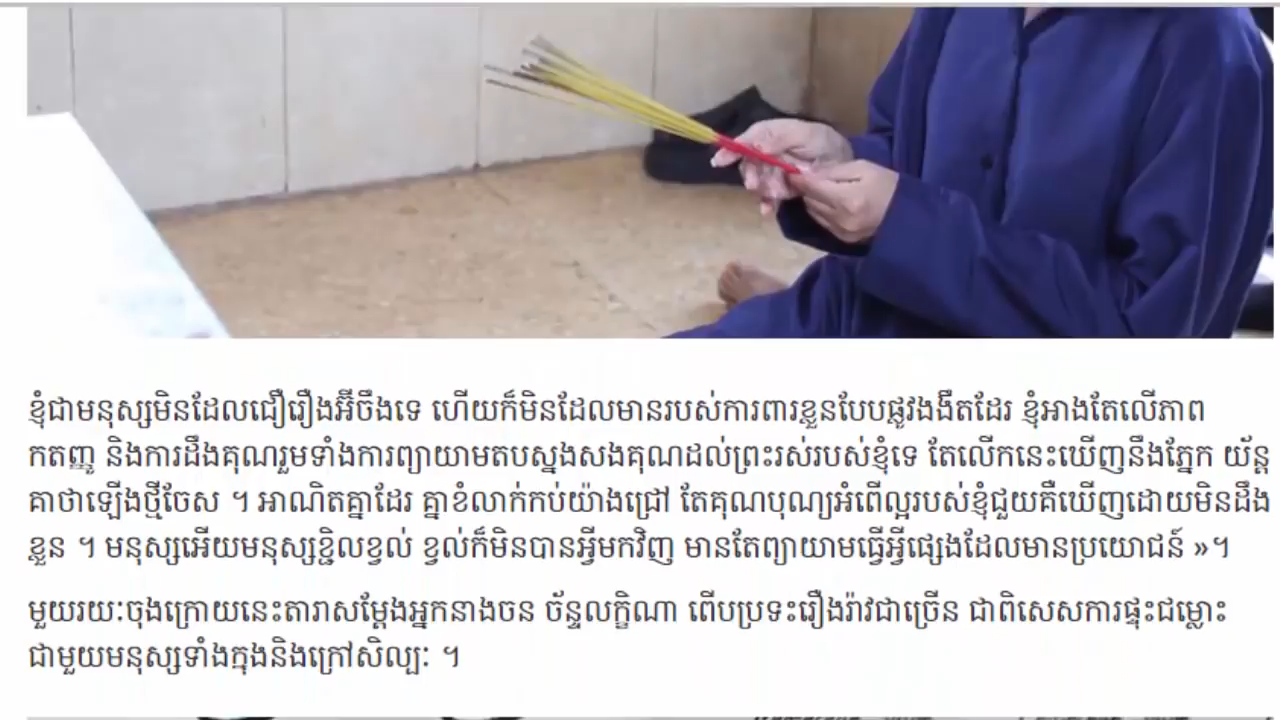 ខ្ញុំជាមនុស្សមិនដែលជឿរឿងអ៊ីចឹងទេ ហើយក៏មិនដែលមានរបស់ការពារខ្លួនបែបផ្លូវងងឹតដែរ ខ្ញុំអាងតែលើភាព
កតញ្ញូ និងការដឹងគុណរួមទាំងការព្យាយាមតបស្នងសងគុណដល់ព្រះរស់របស់ខ្ញុំទេ តែលើកនេះឃើញនឹងភ្នែក យ័ន្ត
គាថាឡើងថ្មីចែស ។ អាណិតគ្នាដែរ គ្នាខំលាក់កប់យ៉ាងជ្រៅ តែគុណបុណ្យអំពើល្អរបស់ខ្ញុំជួយគឺឃើញដោយមិនដឹង
ខ្លួន ។ មនុស្សអើយមនុស្សខ្ជិលខ្វល់ ខ្វល់ក៏មិនបានអ្វីមកវិញ មានតែព្យាយាមធ្វើអ្វីផ្សេងដែលមានប្រយោជន៍ »។
មួយរយៈចុងក្រោយនេះតារាសម្ដែងអ្នកនាងចន ច័ន្ទលក្ខិណា ពើបប្រទះរឿងរ៉ាវជាច្រើន ជាពិសេសការផ្ទុះជម្លោះ
ជាមួយមនុស្សទាំងក្នុងនិងក្រៅសិល្បៈ ។